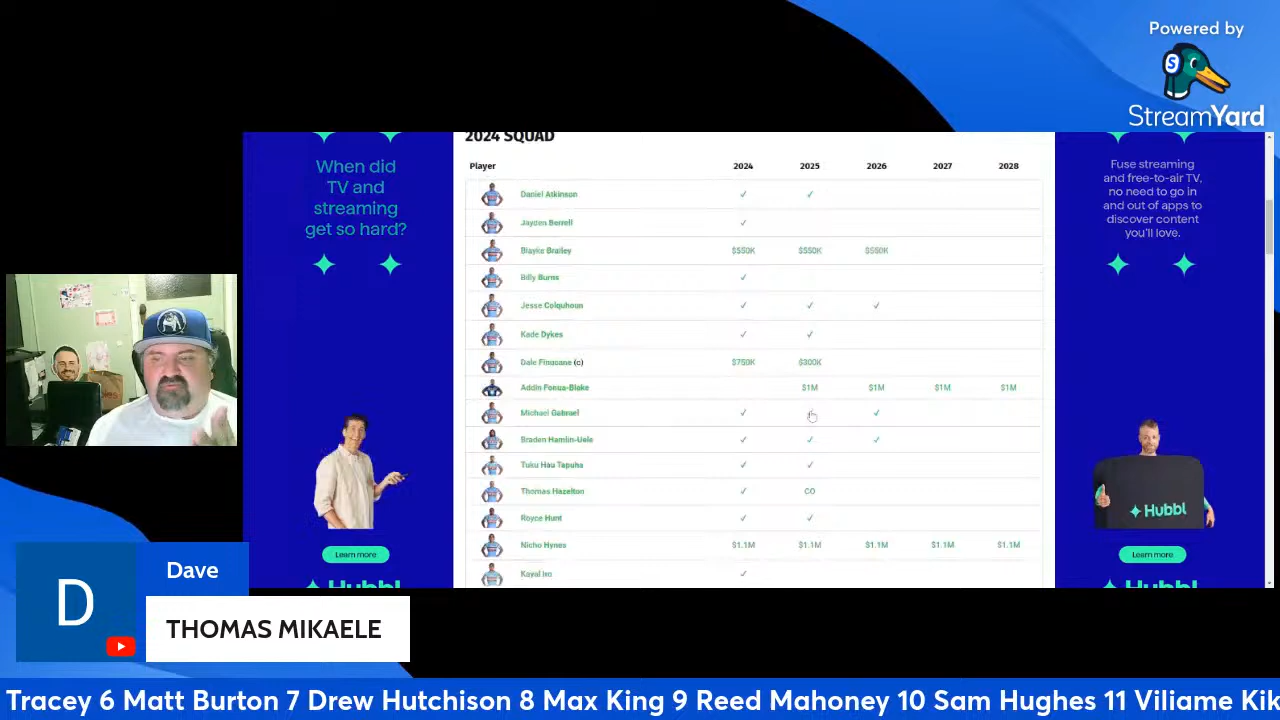 Powered by
StreamYard
When did
TV and
streaming
get so hard?
Learn more
Hubbl
2024 SQUAD
Player 2024 2025 2026 2027 2028
Daniel Atkinson ✓ ✓
Jayden Berrell ✓
Blayke Brailey $550K $550K $550K
Billy Burns ✓
Jesse Colquhoun ✓ ✓ ✓
Kade Dykes ✓ ✓
Dale Finucane (c) $750K $300K
Addin Fonua-Blake $1M $1M $1M $1M
Michael Gabrael ✓ ✓
Braden Hamlin-Uele ✓ ✓ ✓
Tuku Hau Tapuha ✓ ✓
Thomas Hazelton ✓ CO
Royce Hunt ✓ ✓
Nicho Hynes $1.1M $1.1M $1.1M $1.1M $1.1M
Kayal Iro ✓
Fuse streaming
and free-to-air TV,
no need to go in
and out of apps to
discover content
you'll love.
Hubbl
Learn more
Hubbl
D
Dave
THOMAS MIKAELE
Tracey 6 Matt Burton 7 Drew Hutchison 8 Max King 9 Reed Mahoney 10 Sam Hughes 11 Viliame Kik